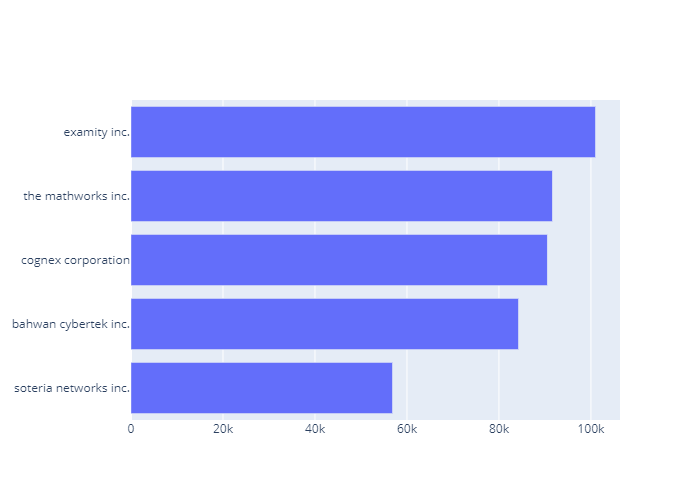 examity inc.
the mathworks inc.
cognex corporation
bahwan cybertek inc.
soteria networks inc.
0 20k 40k 60k 80k 100k